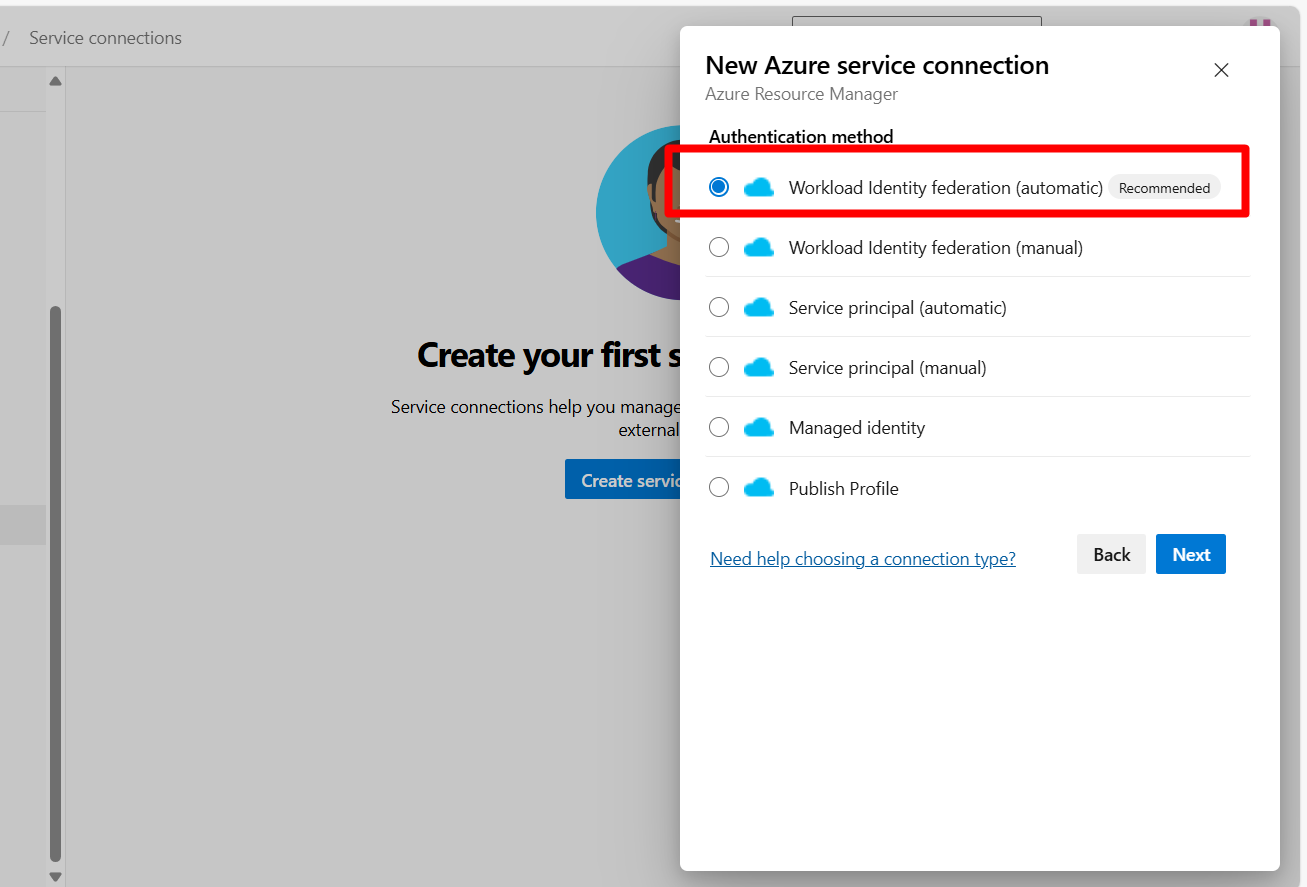 / Service connections
New Azure service connection
Azure Resource Manager
Authentication method
Workload Identity federation (automatic) Recommended
Workload Identity federation (manual)
Service principal (automatic)
Service principal (manual)
Managed identity
Publish Profile
Need help choosing a connection type? Back Next
Create your first s
Service connections help you manage
external
Create servic